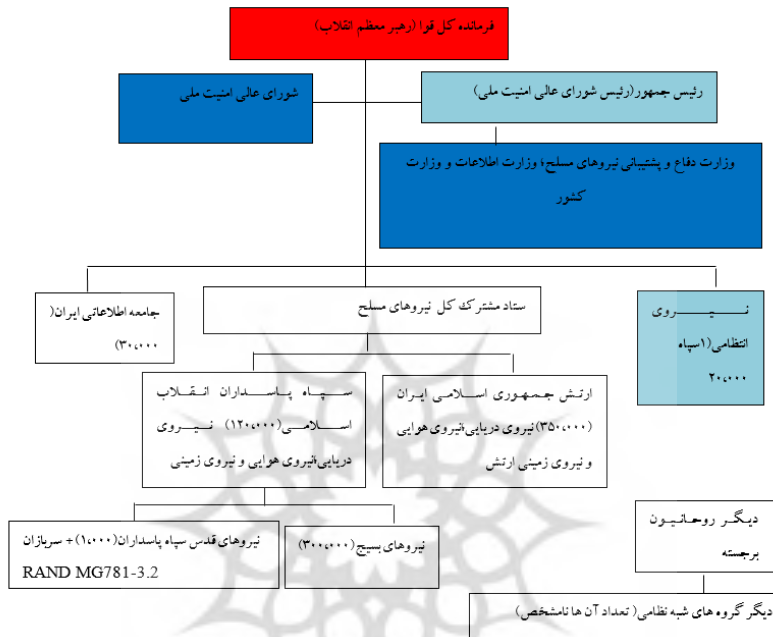 فرمانده کل قوا (رهبر معظم انقلاب)
شورای عالی امنیت ملی
رئیس جمهور(رئیس شورای عالی امنیت ملی)
وزارت دفاع و پشتیبانی نیروهای مسلح؛ وزارت اطلاعات و وزارت
کشور
جامعه اطلاعاتی ایران(
۳۰،۰۰۰)
ستاد مشترک کل نیروهای مسلح
نیروی
انتظامی(۱سپاه
۲۰،۰۰۰
سپاه پاسداران انقلاب
اسلامی(۱۲۰،۰۰۰) نیروی
دریایی؛نیروی هوایی و نیروی زمینی
ارتش جمهوری اسلامی ایران
(۳۵۰،۰۰۰) نیروی دریایی؛نیروی هوایی
و نیروی زمینی ارتش
نیروهای قدس سپاه پاسداران(۱،۰۰۰)+ سربازان
RAND MG781-3.2
نیروهای بسیج(۳۰۰،۰۰۰)
دیگر روحانیون
برجسته
دیگر گروه های شبه نظامی( تعداد آن ها نامشخص)